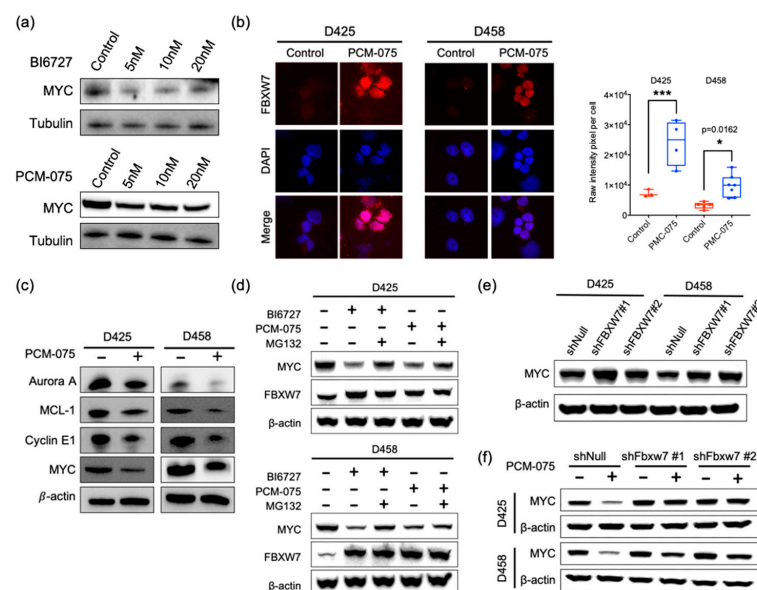 (a)
Control
5nM
10nM
20nM
BI6727
MYC
Tubulin
Control
5nM
10nM
20nM
PCM-075
MYC
Tubulin
(b)
D425
D458
Control
PCM-075
Control
PCM-075
FBXW7
DAPI
Merge
D425
D458
Raw intensity pixel per cell
4×10⁴
3×10⁴
2×10⁴
1×10⁴
0
***
p=0.0162
*
Control
PMC-075
Control
PMC-075
(c)
D425
D458
PCM-075
– + – +
Aurora A
MCL-1
Cyclin E1
MYC
β-actin
(d)
D425
BI6727 – + + – –
PCM-075 – – – + +
MG132 – – + – +
MYC
FBXW7
β-actin
D458
BI6727 – + + – –
PCM-075 – – – + +
MG132 – – + – +
MYC
FBXW7
β-actin
(e)
D425
D458
shNull
shFBXW7#1
shFBXW7#2
shNull
shFBXW7#1
MYC
β-actin
(f)
shNull
shFbxw7 #1
shFbxw7 #2
PCM-075 – + – + – +
D425
MYC
β-actin
D458
MYC
β-actin